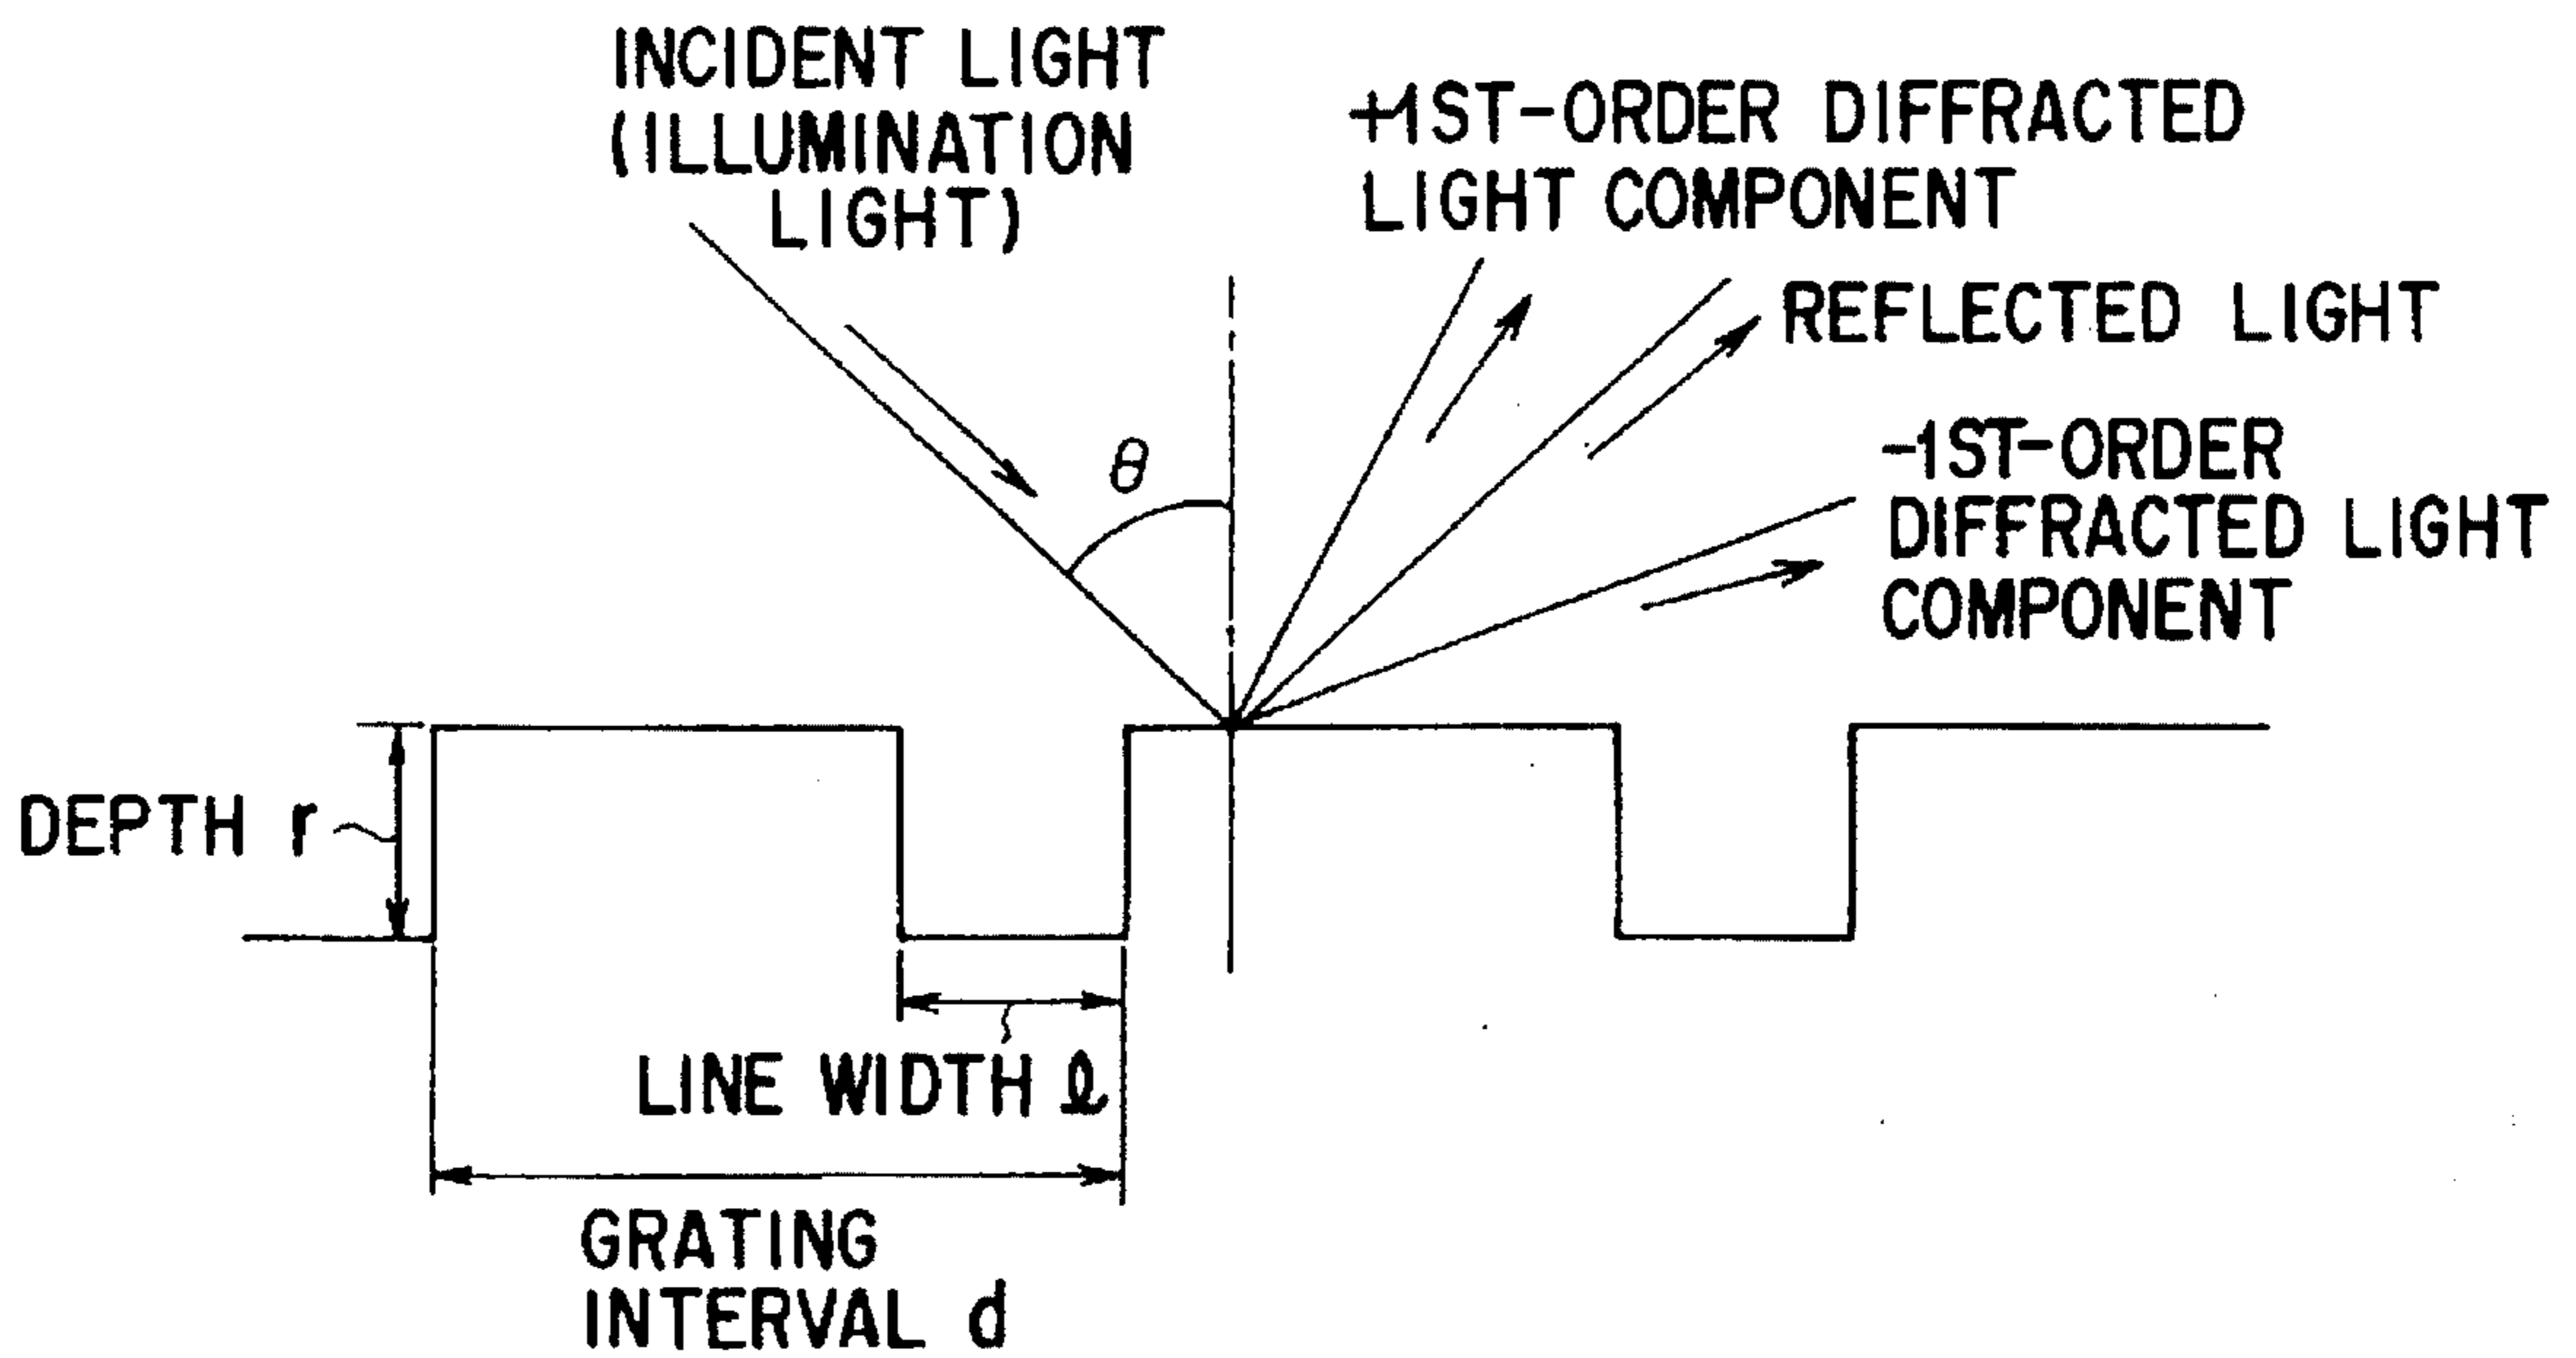 INCIDENT LIGHT
(ILLUMINATION
LIGHT)
+1ST-ORDER DIFFRACTED
LIGHT COMPONENT
REFLECTED LIGHT
-1ST-ORDER
DIFFRACTED LIGHT
COMPONENT
θ
DEPTH r
LINE WIDTH ℓ
GRATING
INTERVAL d